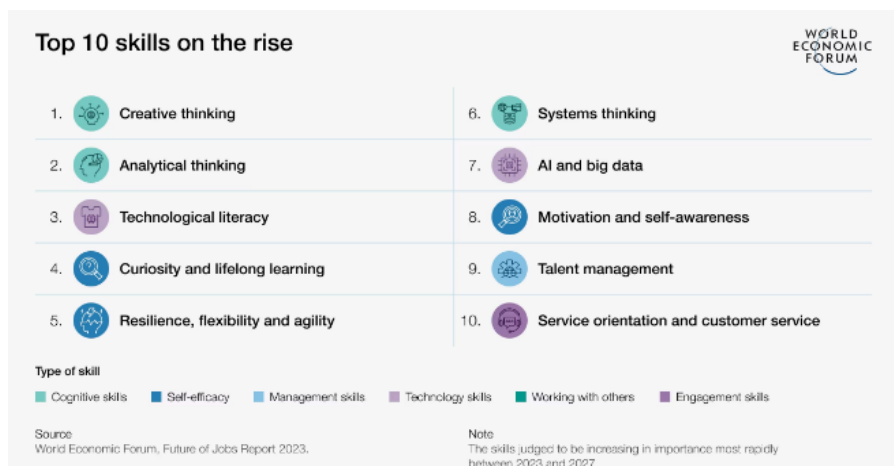 Top 10 skills on the rise
WORLD
ECONOMIC
FORUM
1. Creative thinking
2. Analytical thinking
3. Technological literacy
4. Curiosity and lifelong learning
5. Resilience, flexibility and agility
6. Systems thinking
7. AI and big data
8. Motivation and self-awareness
9. Talent management
10. Service orientation and customer service
Type of skill
Cognitive skills Self-efficacy Management skills Technology skills Working with others Engagement skills
Source
World Economic Forum, Future of Jobs Report 2023.
Note
The skills judged to be increasing in importance most rapidly
between 2023 and 2027